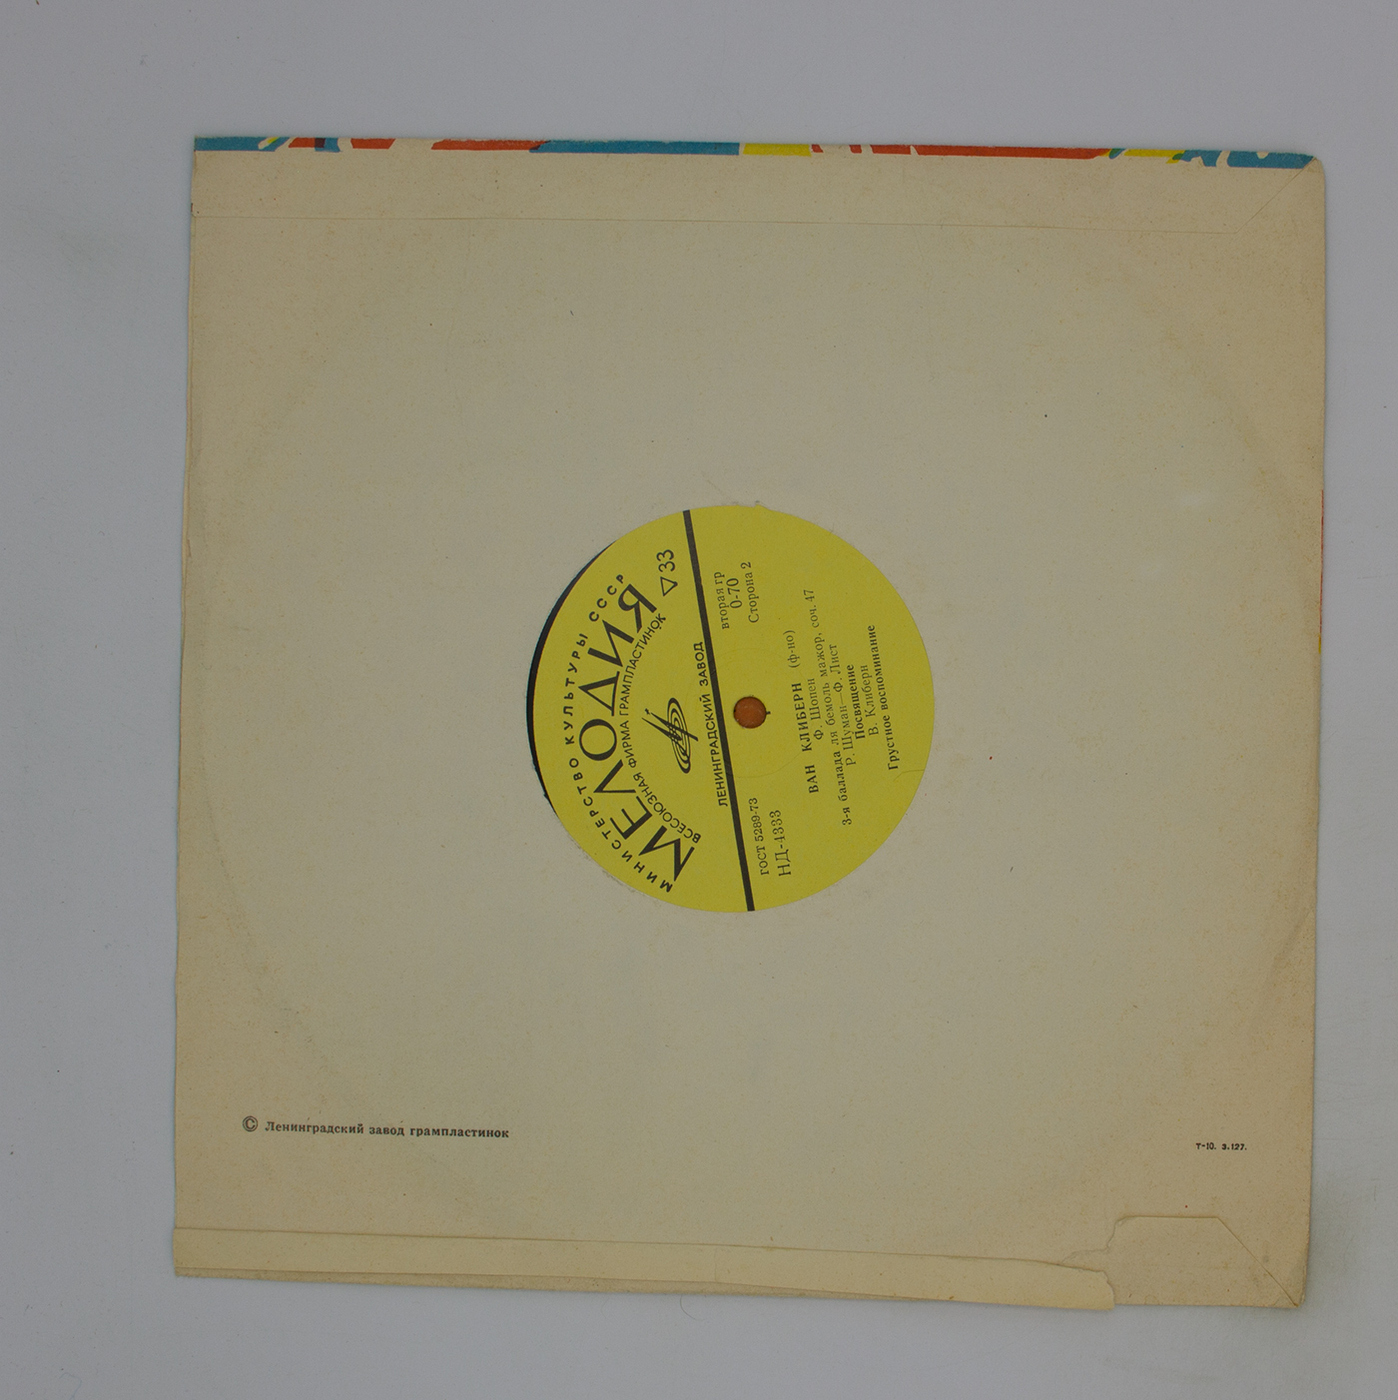 МИНИСТЕРСТВО КУЛЬТУРЫ СССР
МЕЛОДИЯ
ВСЕСОЮЗНАЯ ФИРМА ГРАМПЛАСТИНОК
33
ЛЕНИНГРАДСКИЙ ЗАВОД
ГОСТ 5289-73
НД-4333
вторая гр
0-70
Сторона 2
ВАН КЛИБЕРН (ф-но)
Ф. Шопен
3-я баллада ля бемоль мажор, соч. 47
Р. Шуман—Ф. Лист
Посвящение
В. Клиберн
Грустное воспоминание
© Ленинградский завод грампластинок
Т-10. З.127.